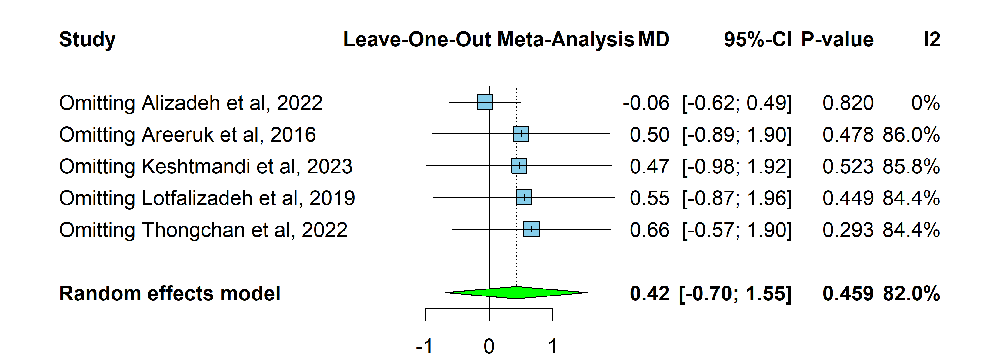 Study Leave-One-Out Meta-Analysis MD 95%-CI P-value I2
Omitting Alizadeh et al, 2022 -0.06 [-0.62; 0.49] 0.820 0%
Omitting Areeruk et al, 2016 0.50 [-0.89; 1.90] 0.478 86.0%
Omitting Keshtmandi et al, 2023 0.47 [-0.98; 1.92] 0.523 85.8%
Omitting Lotfalizadeh et al, 2019 0.55 [-0.87; 1.96] 0.449 84.4%
Omitting Thongchan et al, 2022 0.66 [-0.57; 1.90] 0.293 84.4%
Random effects model 0.42 [-0.70; 1.55] 0.459 82.0%
-1 0 1